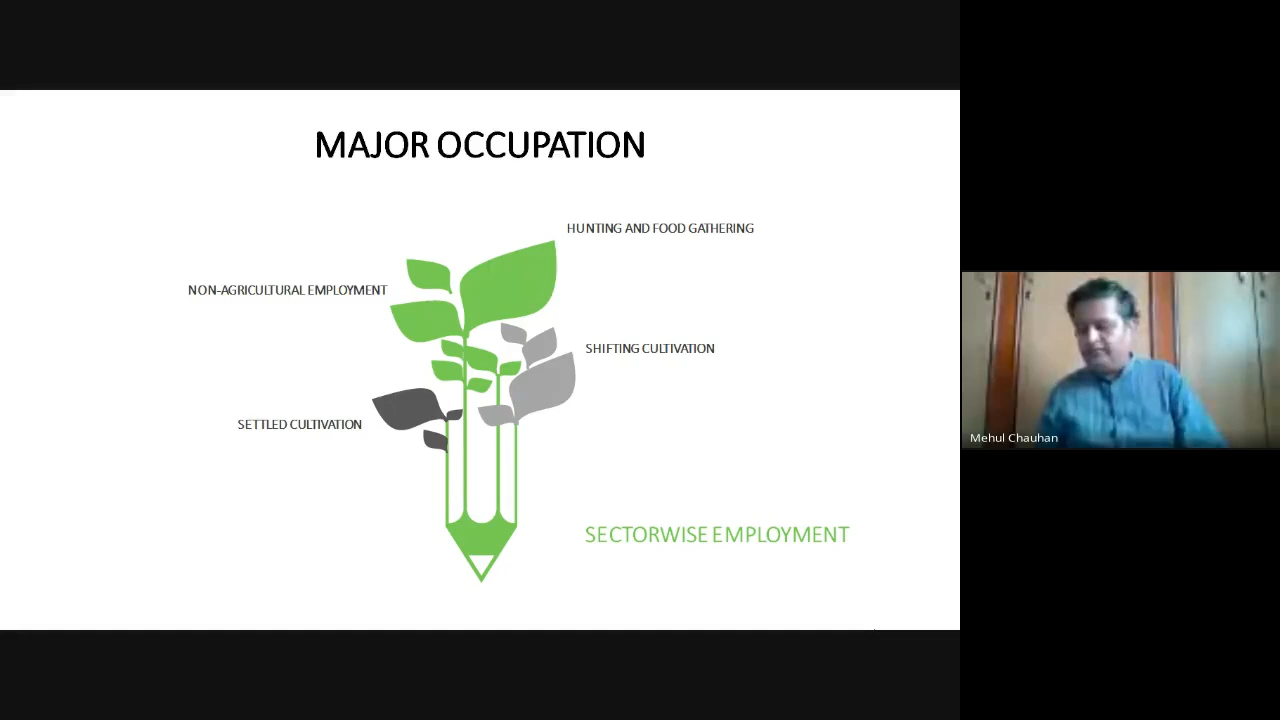 MAJOR OCCUPATION
HUNTING AND FOOD GATHERING
NON-AGRICULTURAL EMPLOYMENT
SHIFTING CULTIVATION
SETTLED CULTIVATION
SECTORWISE EMPLOYMENT
Mehul Chauhan